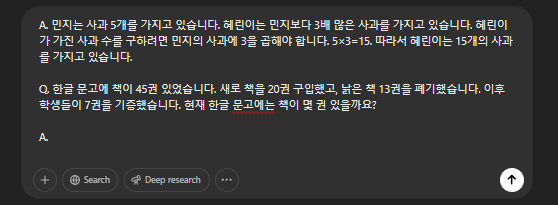 A. 민지는 사과 5개를 가지고 있습니다. 혜린이는 민지보다 3배 많은 사과를 가지고 있습니다. 혜린이
가 가진 사과 수를 구하려면 민지의 사과에 3을 곱해야 합니다. 5×3=15. 따라서 혜린이는 15개의 사과
를 가지고 있습니다.
Q. 한글 문고에 책이 45권 있었습니다. 새로 책을 20권 구입했고, 낡은 책 13권을 폐기했습니다. 이후
학생들이 7권을 기증했습니다. 현재 한글 문고에는 책이 몇 권 있을까요?
A.
Search
Deep research